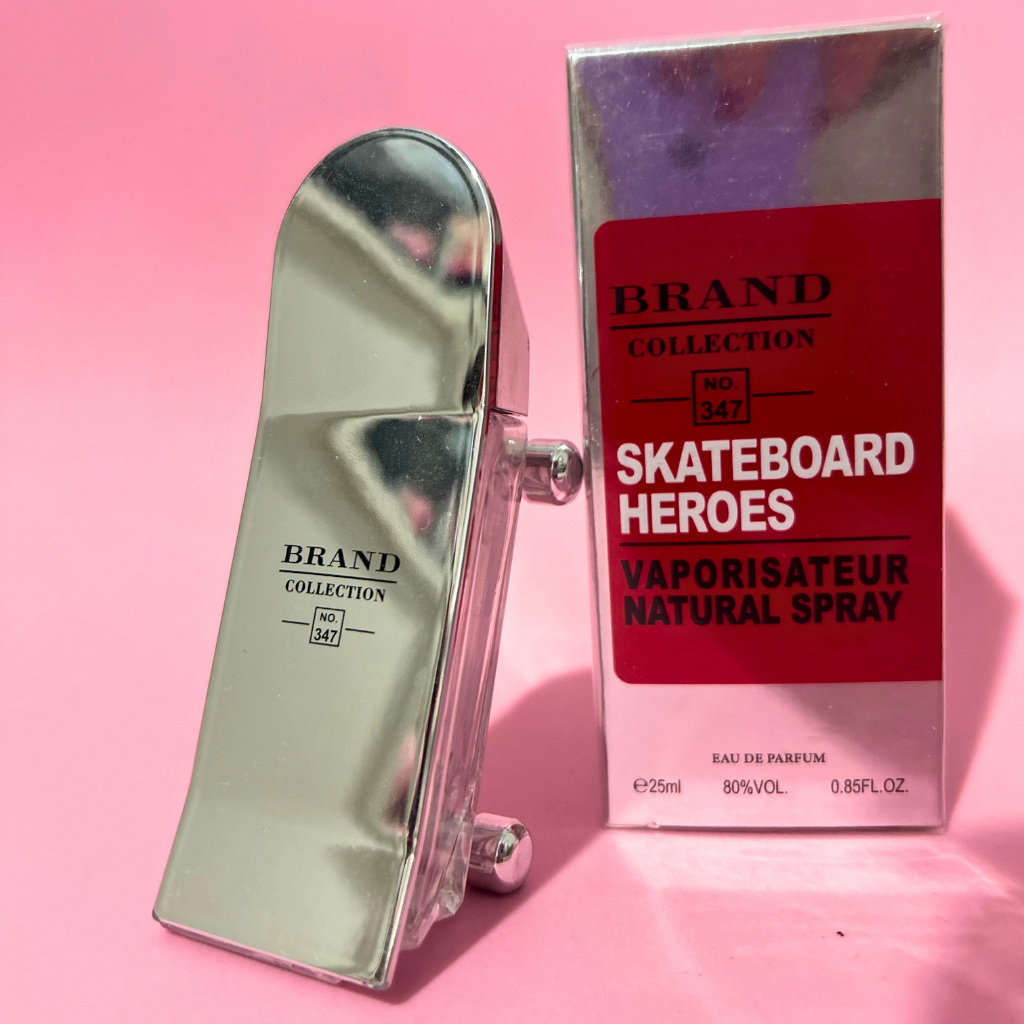 BRAND
COLLECTION
NO.
347
BRAND
COLLECTION
NO.
347
SKATEBOARD
HEROES
VAPORISATEUR
NATURAL SPRAY
EAU DE PARFUM
℮25ml 80%VOL. 0.85FL.OZ.